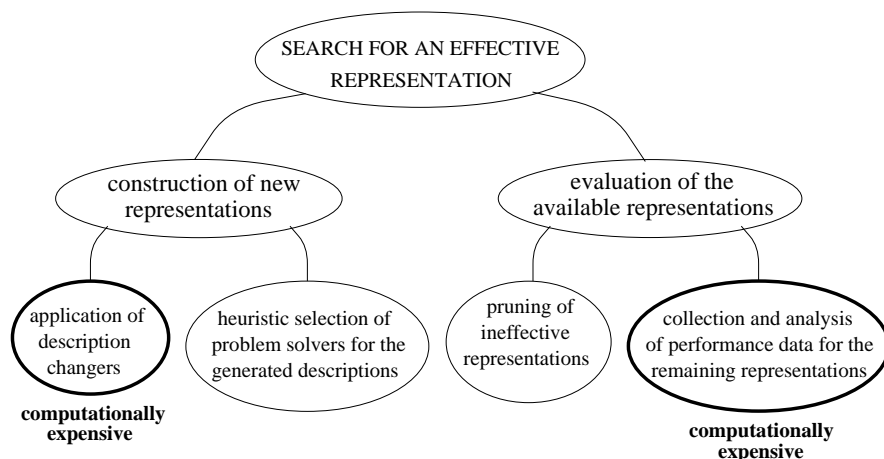 SEARCH FOR AN EFFECTIVE
REPRESENTATION
construction of new
representations
evaluation of the
available representations
application of
description
changers
heuristic selection of
problem solvers for the
generated descriptions
pruning of
ineffective
representations
collection and analysis
of performance data for the
remaining representations
computationally
expensive
computationally
expensive